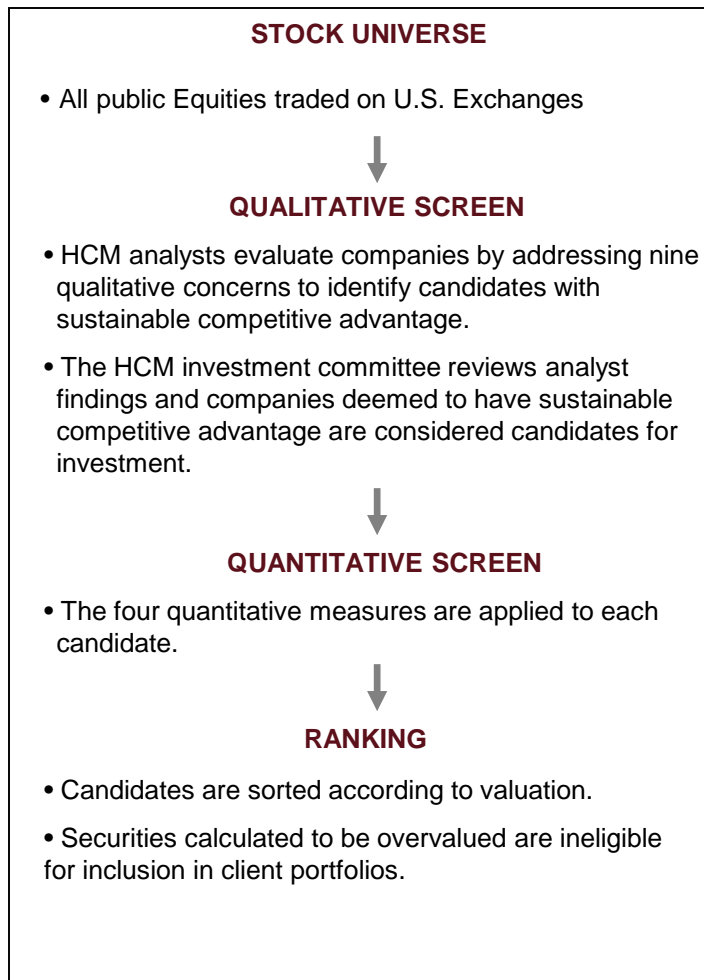 STOCK UNIVERSE
• All public Equities traded on U.S. Exchanges
QUALITATIVE SCREEN
• HCM analysts evaluate companies by addressing nine
qualitative concerns to identify candidates with
sustainable competitive advantage.
• The HCM investment committee reviews analyst
findings and companies deemed to have sustainable
competitive advantage are considered candidates for
investment.
QUANTITATIVE SCREEN
• The four quantitative measures are applied to each
candidate.
RANKING
• Candidates are sorted according to valuation.
• Securities calculated to be overvalued are ineligible
for inclusion in client portfolios.